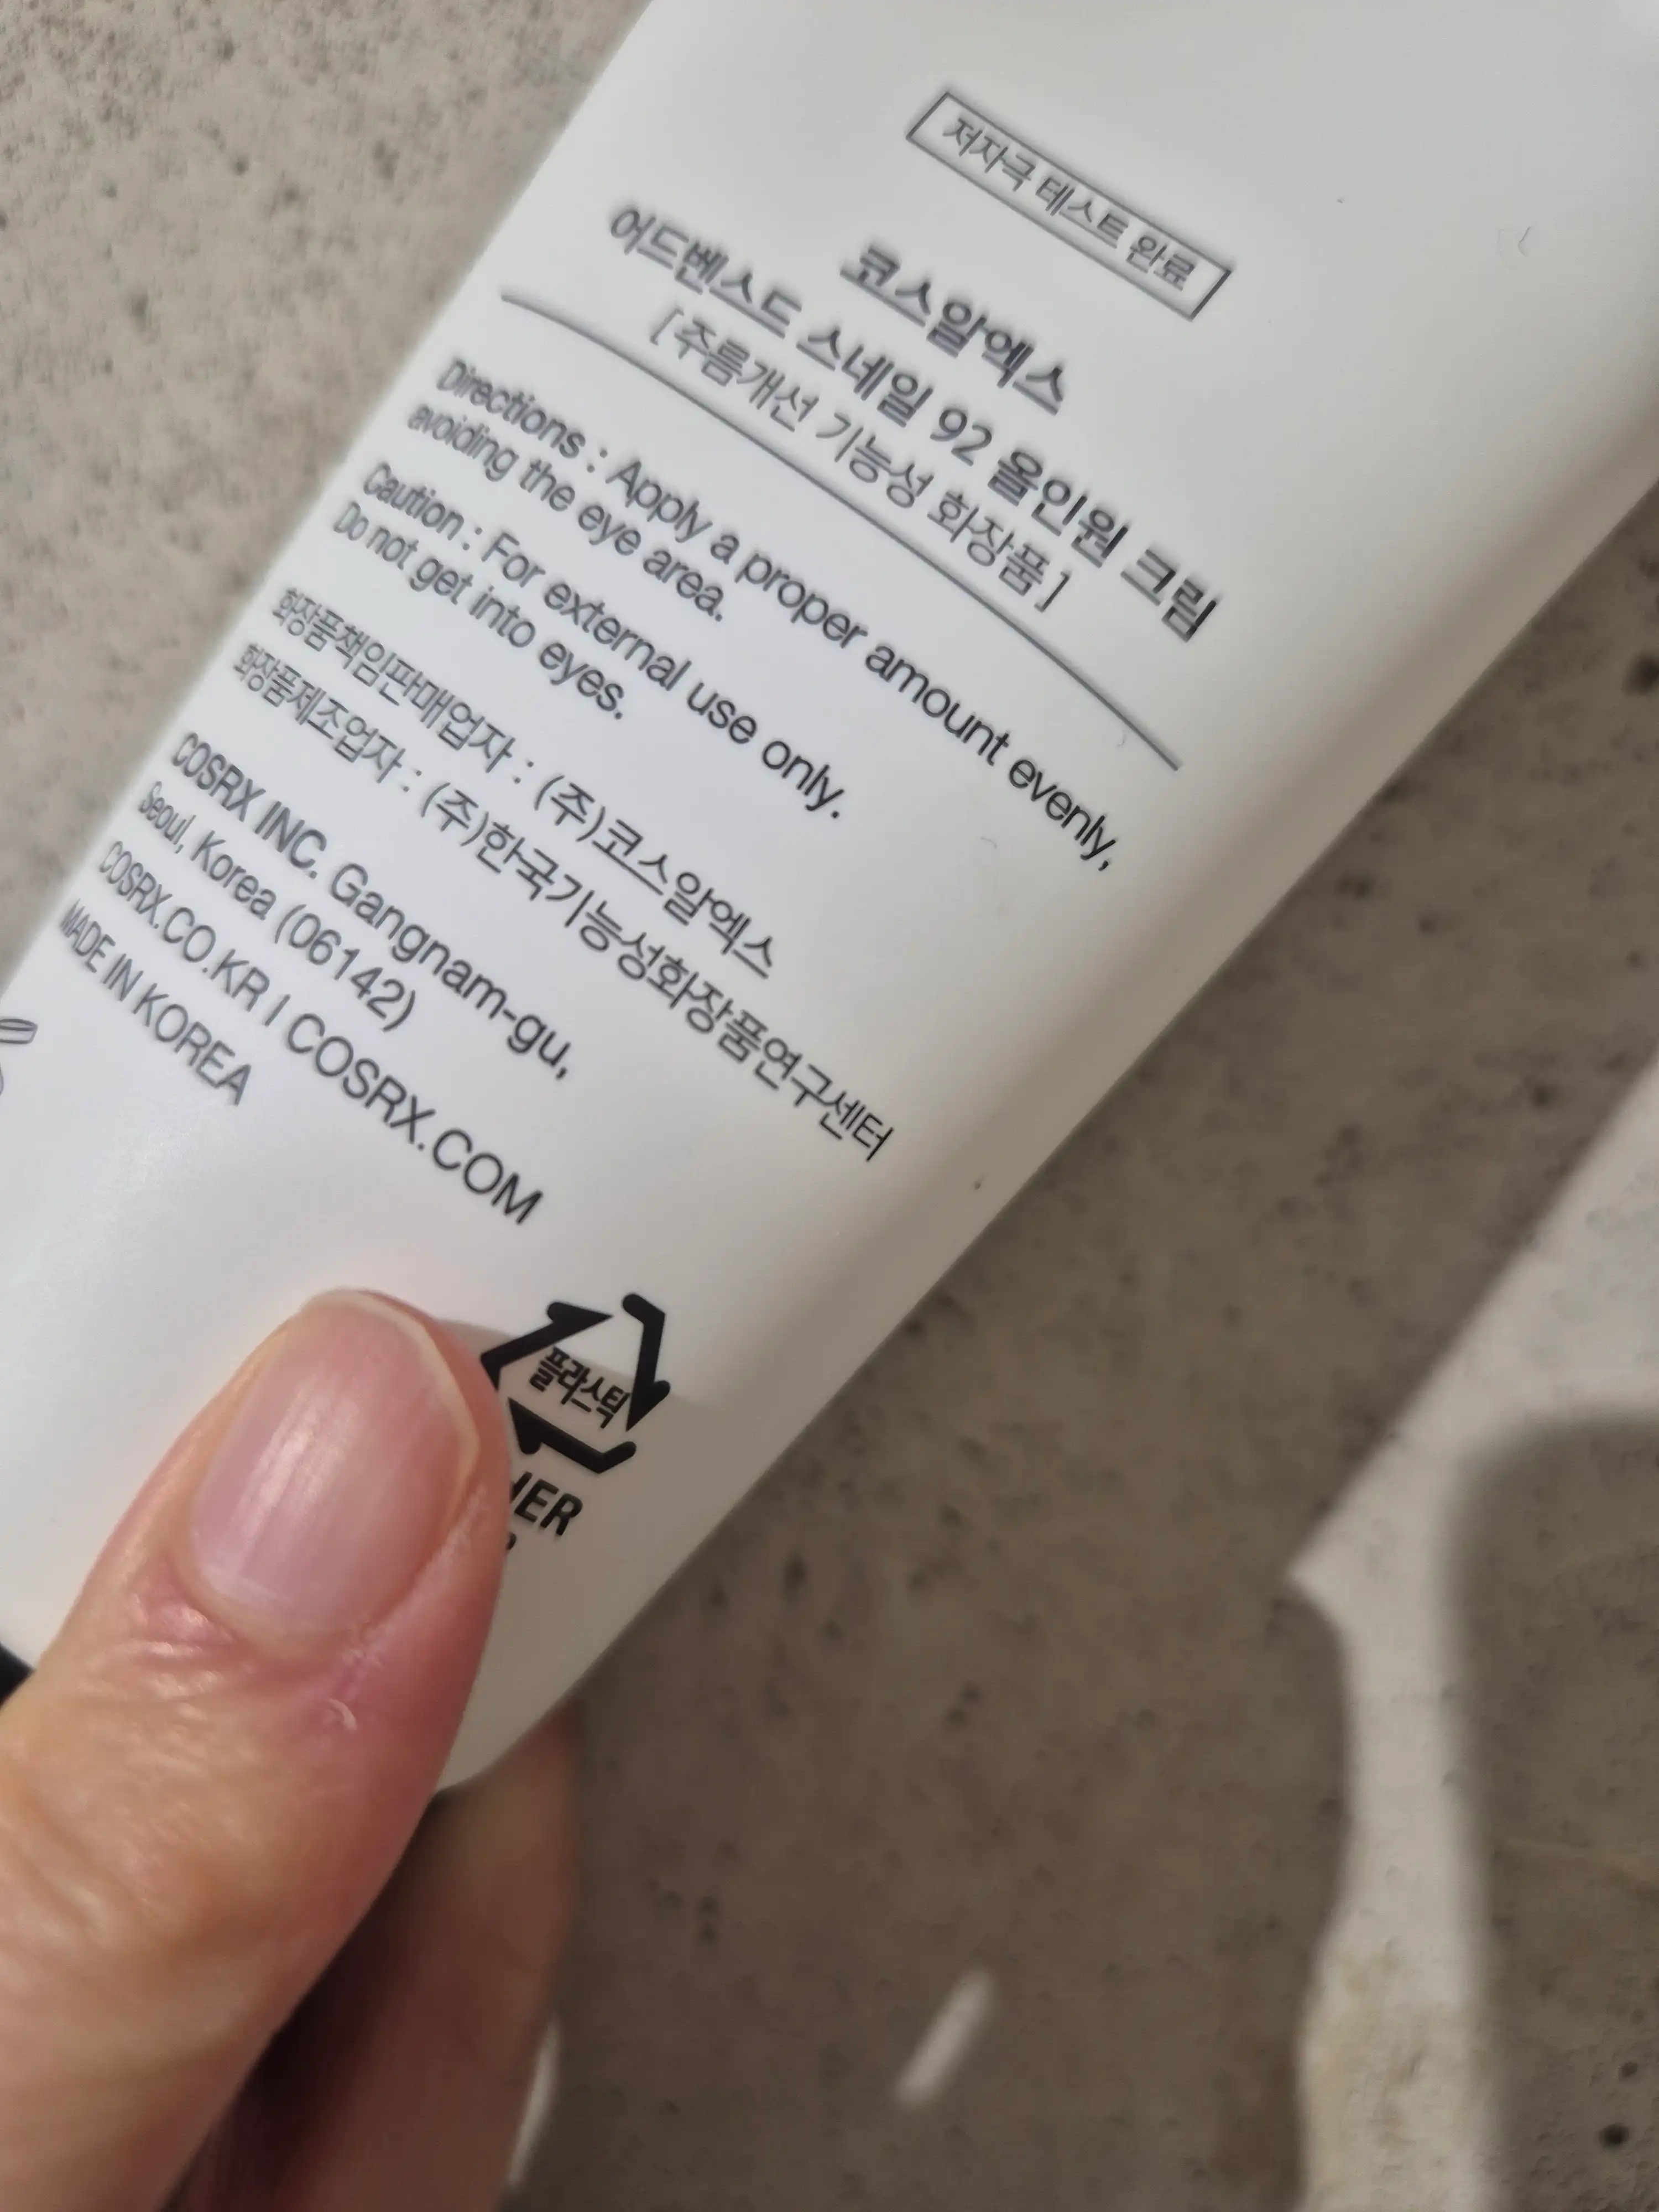 저자극 테스트 완료
코스알엑스
어드벤스드 스네일 92 올인원 크림
[ 주름개선 기능성 화장품 ]
Directions : Apply a proper amount evenly,
avoiding the eye area.
Caution : For external use only.
Do not get into eyes.
화장품책임판매업자 : (주)코스알엑스
화장품제조업자 : (주)한국기능성화장품연구센터
COSRX INC. Gangnam-gu,
Seoul, Korea (06142)
COSRX.CO.KR I COSRX.COM
MADE IN KOREA
플라스틱